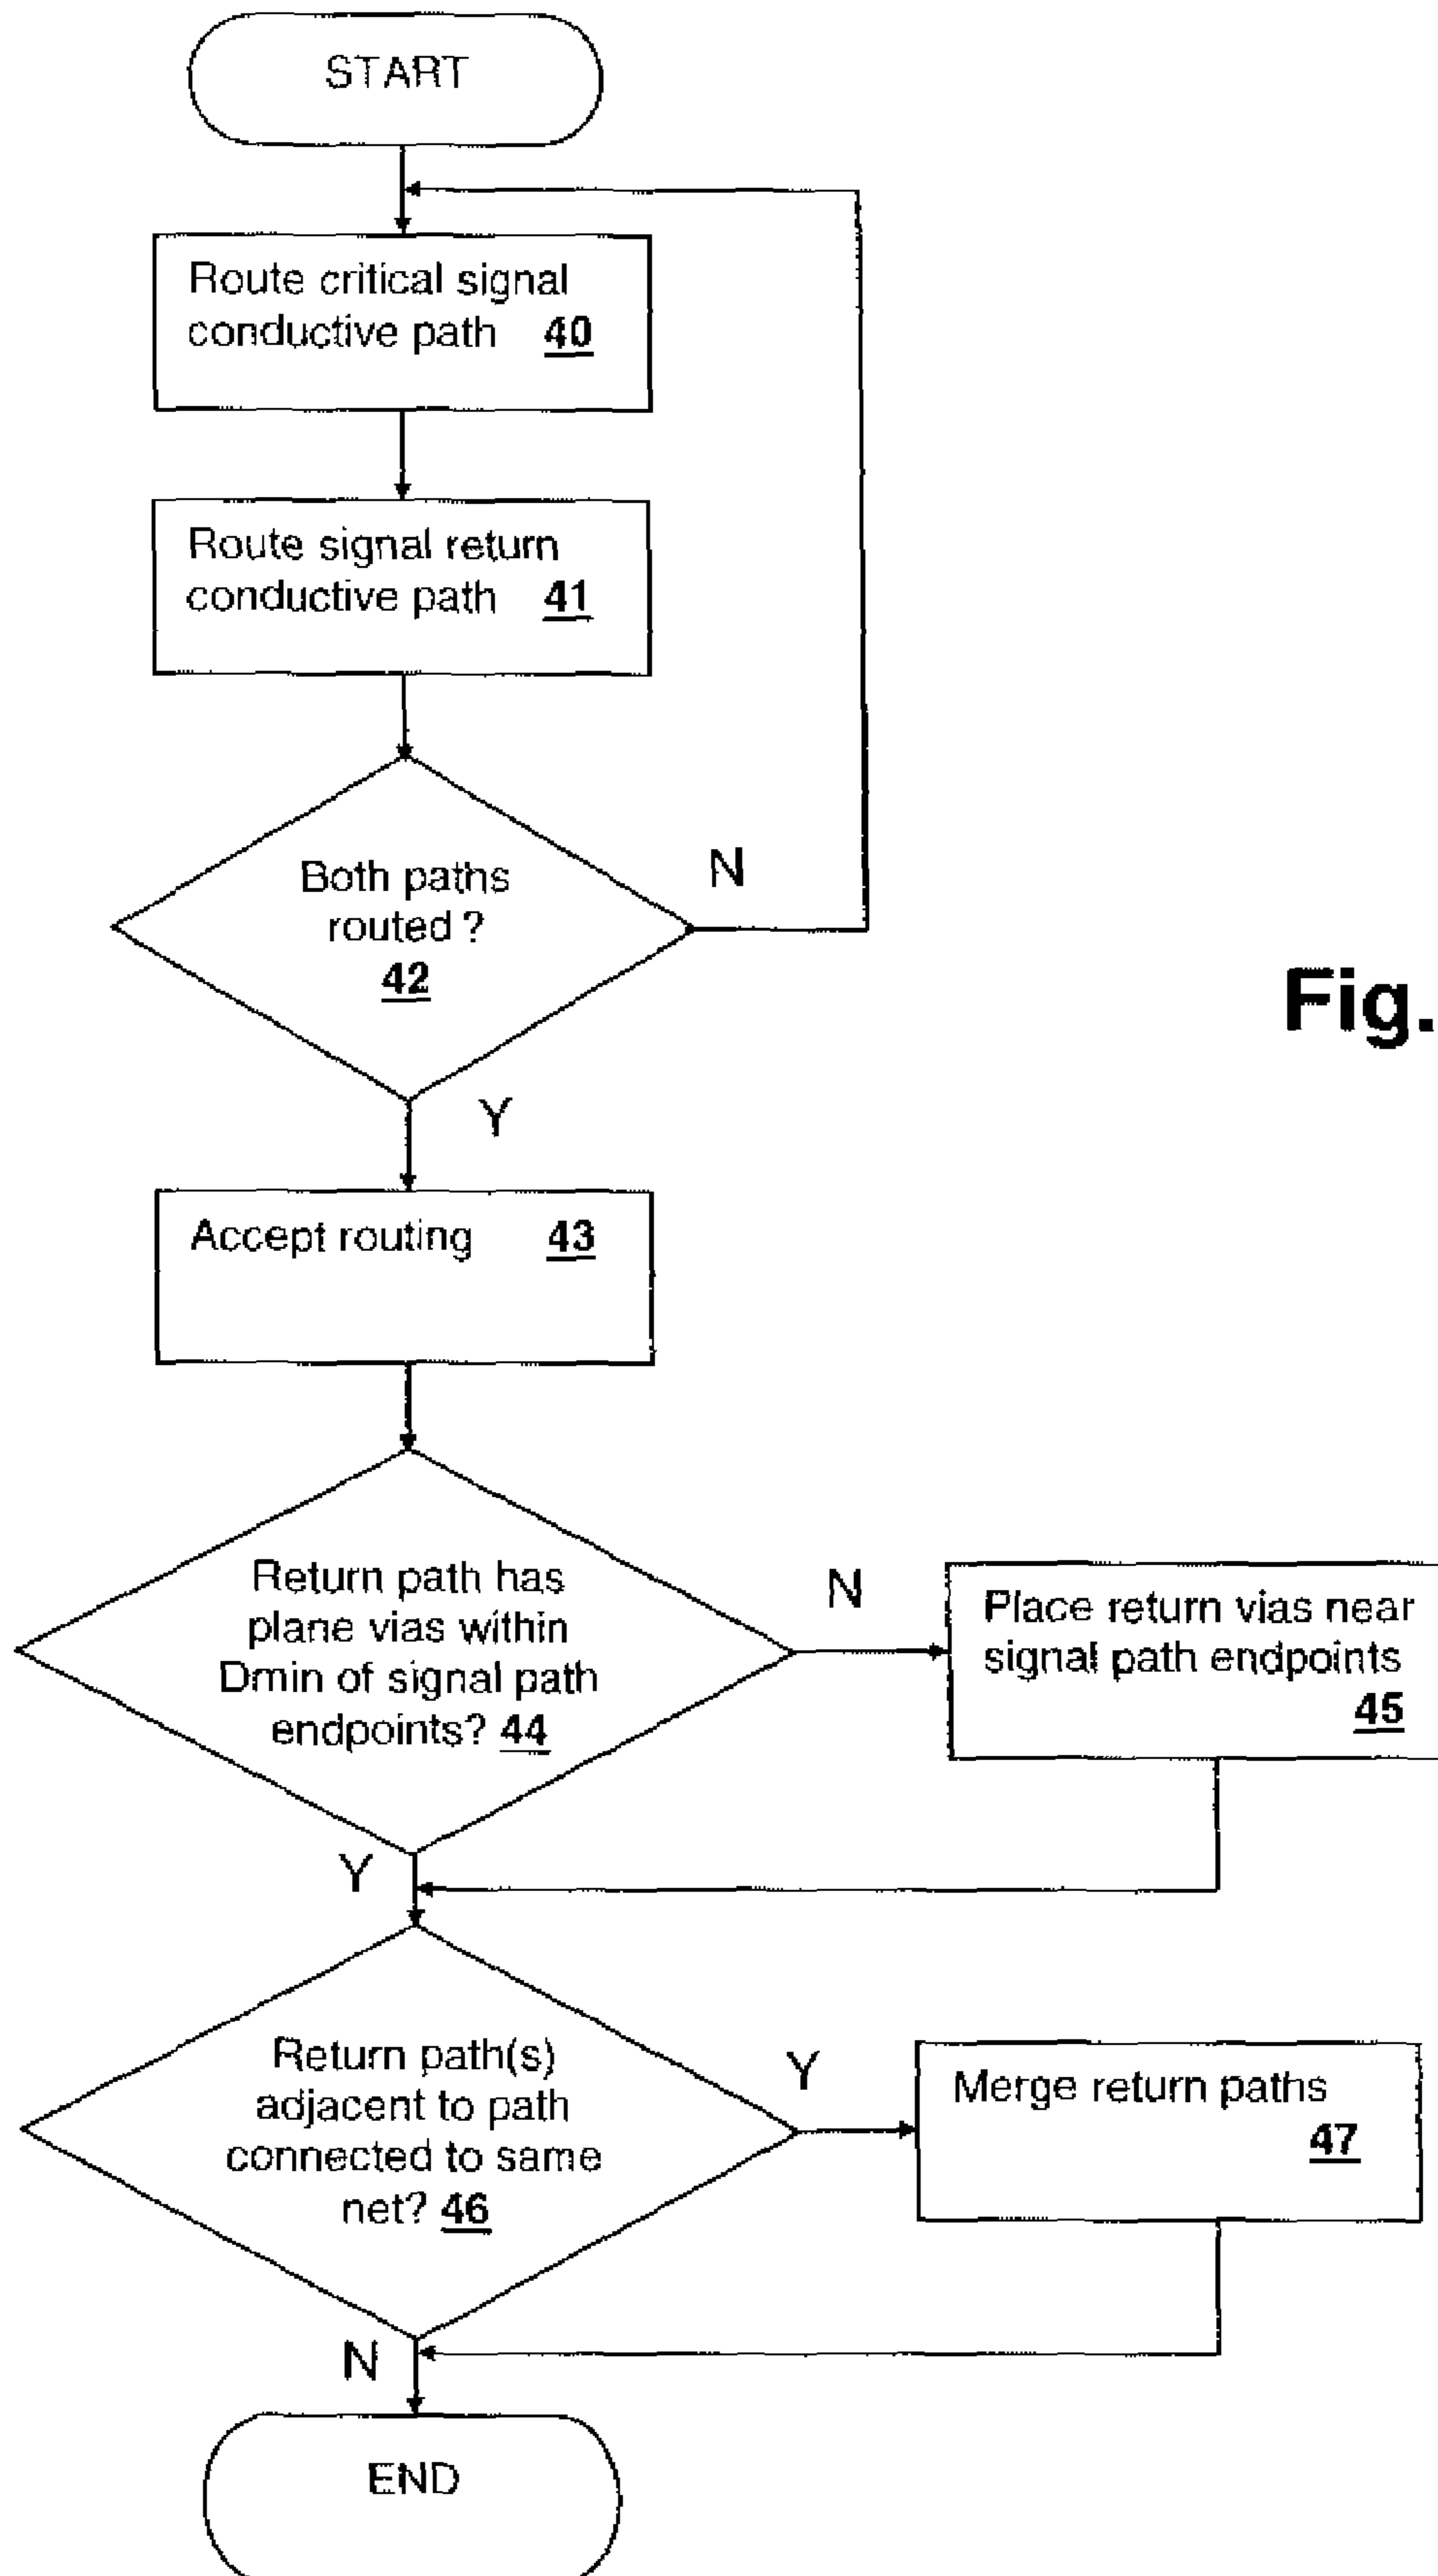 START
Route critical signal
conductive path 40
Route signal return
conductive path 41
Both paths
routed ?
42
N
Fig.
Y
Accept routing 43
Return path has
plane vias within
Dmin of signal path
endpoints? 44
N
Place return vias near
signal path endpoints
45
Y
Return path(s)
adjacent to path
connected to same
net? 46
Y
Merge return paths
47
N
END